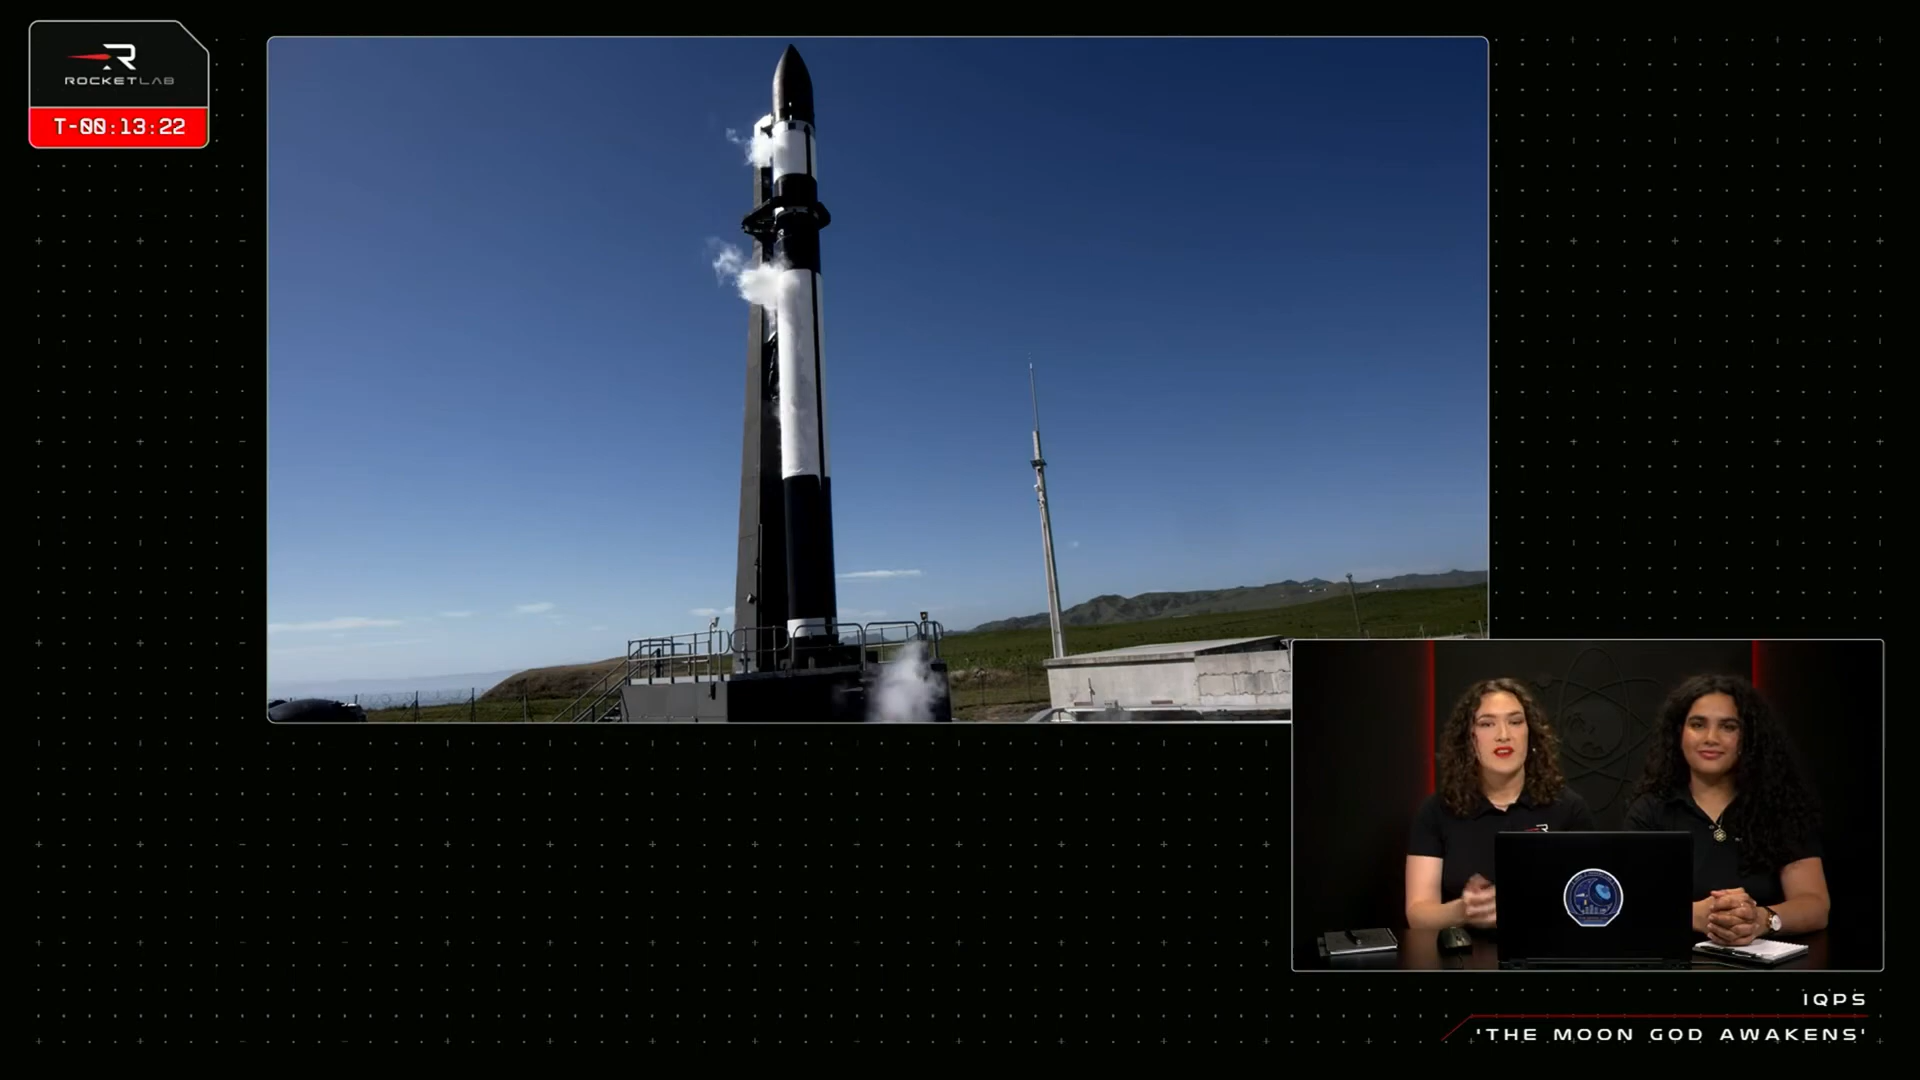 ROCKETLAB
T-00:13:22
IQPS
'THE MOON GOD AWAKENS'